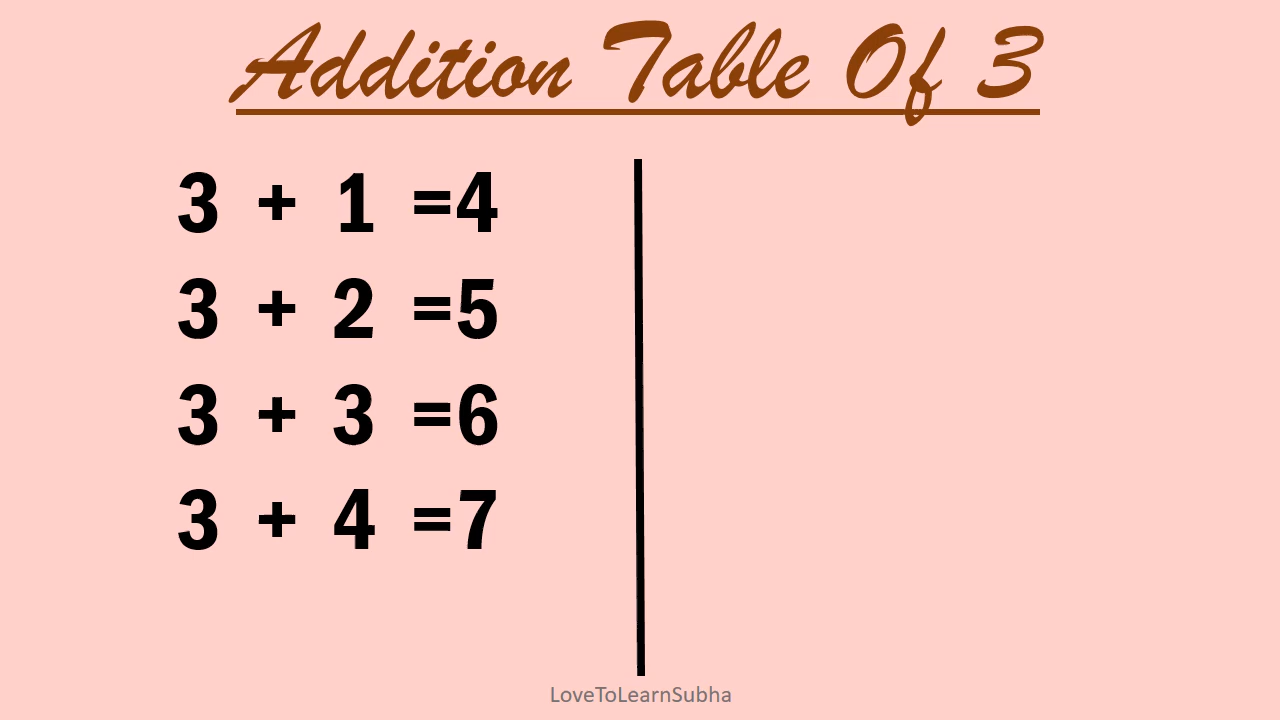 Addition Table Of 3
3 + 1 =4
3 + 2 =5
3 + 3 =6
3 + 4 =7
LoveToLearnSubha